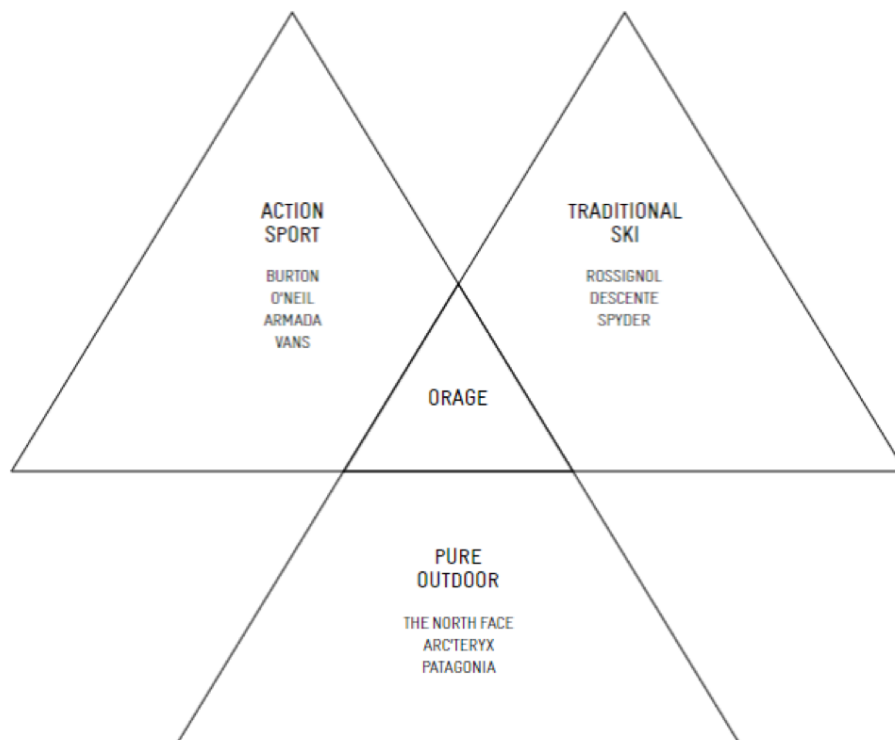 ACTION
SPORT
BURTON
O'NEIL
ARMADA
VANS
TRADITIONAL
SKI
ROSSIGNOL
DESCENTE
SPYDER
ORAGE
PURE
OUTDOOR
THE NORTH FACE
ARC'TERYX
PATAGONIA